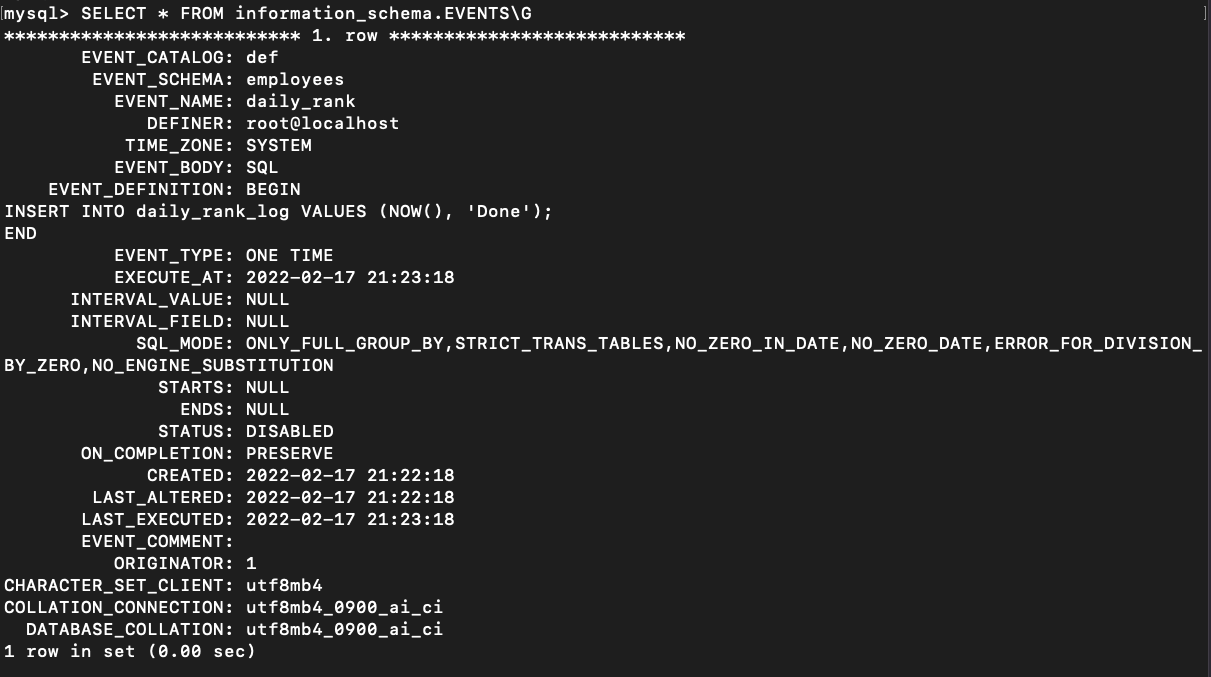 mysql> SELECT * FROM information_schema.EVENTS\G
*************************** 1. row ***************************
EVENT_CATALOG: def
EVENT_SCHEMA: employees
EVENT_NAME: daily_rank
DEFINER: root@localhost
TIME_ZONE: SYSTEM
EVENT_BODY: SQL
EVENT_DEFINITION: BEGIN
INSERT INTO daily_rank_log VALUES (NOW(), 'Done');
END
EVENT_TYPE: ONE TIME
EXECUTE_AT: 2022-02-17 21:23:18
INTERVAL_VALUE: NULL
INTERVAL_FIELD: NULL
SQL_MODE: ONLY_FULL_GROUP_BY,STRICT_TRANS_TABLES,NO_ZERO_IN_DATE,NO_ZERO_DATE,ERROR_FOR_DIVISION_
BY_ZERO,NO_ENGINE_SUBSTITUTION
STARTS: NULL
ENDS: NULL
STATUS: DISABLED
ON_COMPLETION: PRESERVE
CREATED: 2022-02-17 21:22:18
LAST_ALTERED: 2022-02-17 21:22:18
LAST_EXECUTED: 2022-02-17 21:23:18
EVENT_COMMENT:
ORIGINATOR: 1
CHARACTER_SET_CLIENT: utf8mb4
COLLATION_CONNECTION: utf8mb4_0900_ai_ci
DATABASE_COLLATION: utf8mb4_0900_ai_ci
1 row in set (0.00 sec)